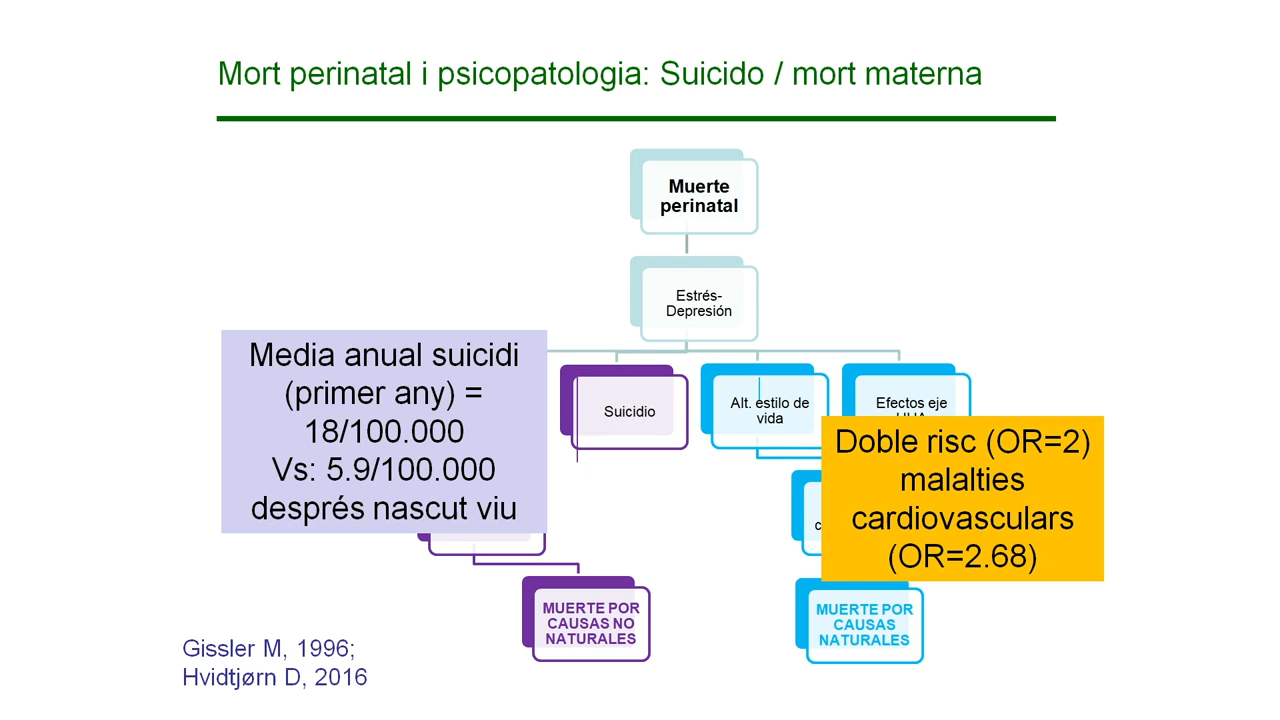 Mort perinatal i psicopatologia: Suicido / mort materna
Muerte
perinatal
Estrés-
Depresión
Media anual suicidi
(primer any) =
18/100.000
Vs: 5.9/100.000
després nascut viu
Suicidio
Alt. estilo de
vida
Efectos eje
Doble risc (OR=2)
malalties
cardiovasculars
(OR=2.68)
MUERTE POR
CAUSAS NO
NATURALES
MUERTE POR
CAUSAS
NATURALES
Gissler M, 1996;
Hvidtjørn D, 2016